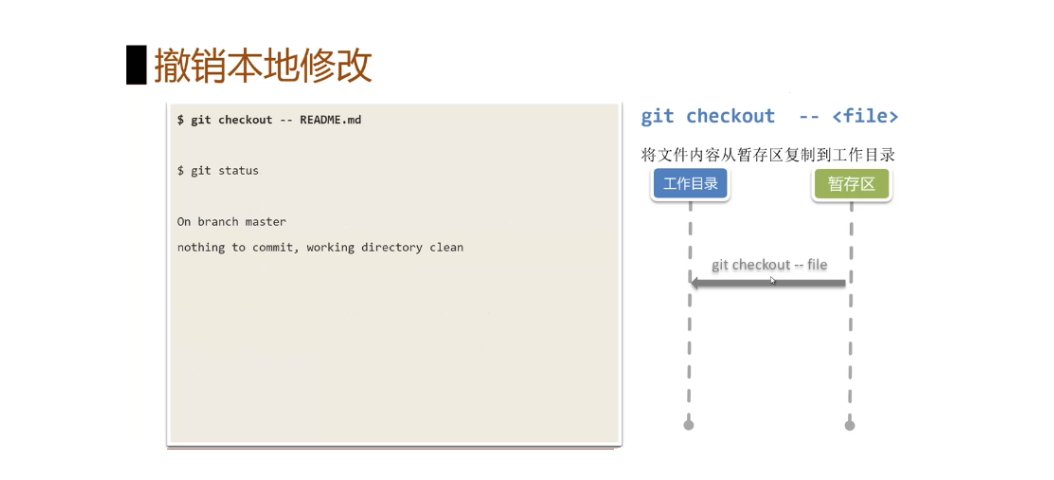 撤销本地修改
$ git checkout -- README.md
$ git status
On branch master
nothing to commit, working directory clean
git checkout -- <file>
将文件内容从暂存区复制到工作目录
工作目录
暂存区
git checkout -- file